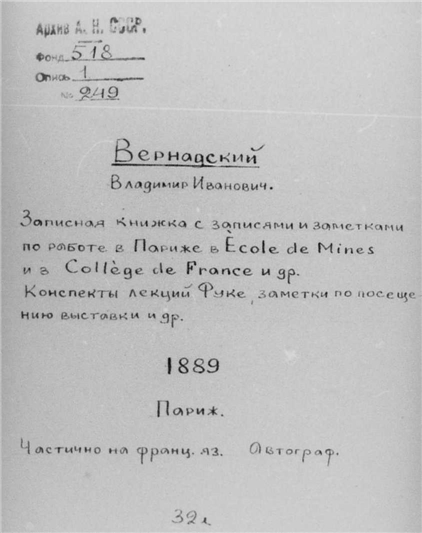 Архив А. Н. СССР.
Фонд 518
Опись 1
№ 249
Вернадский
Владимир Иванович.
Записная книжка с записями и заметками
по работе в Париже в École de Mines
и в Collège de France и др.
Конспекты лекций Фуке, заметки по посеще
нию выставки и др.
1889
Париж.
Частично на франц. яз. Автограф.
32 л